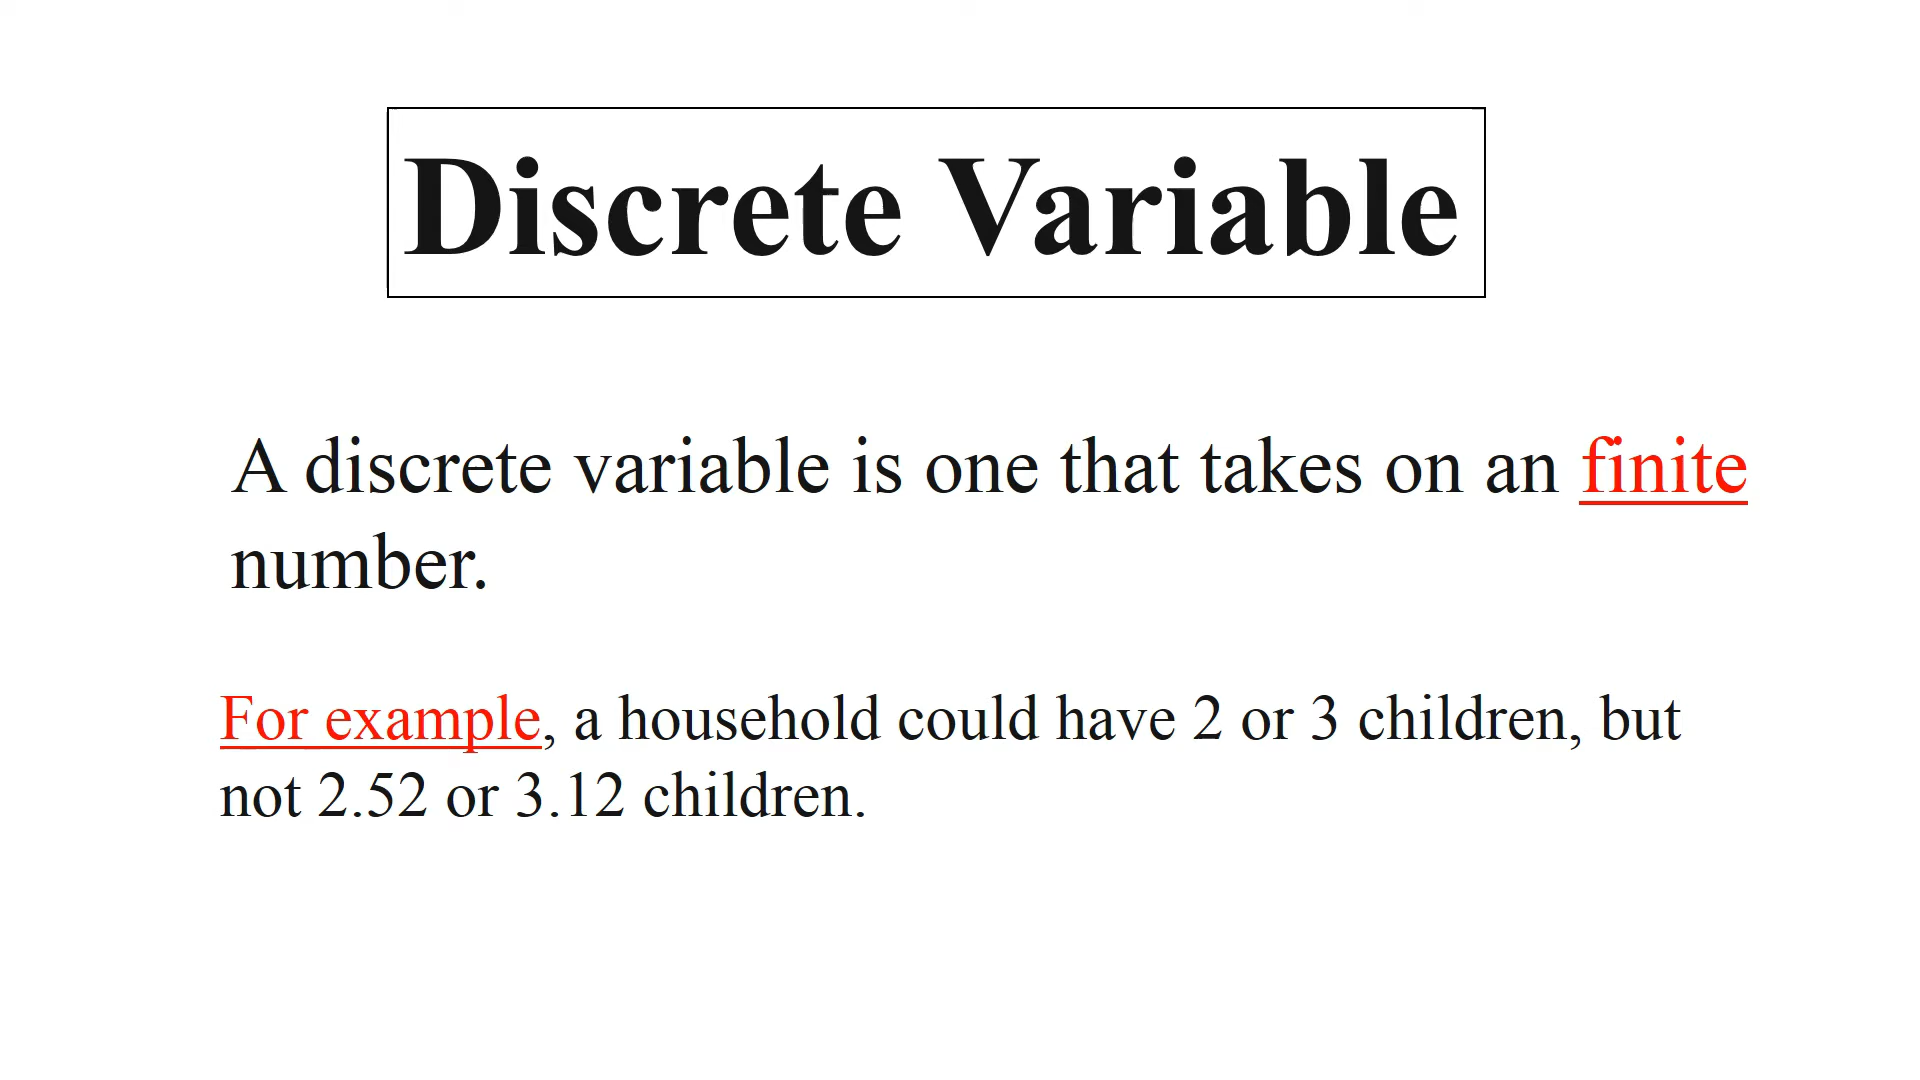 Discrete Variable
A discrete variable is one that takes on an finite
number.
For example, a household could have 2 or 3 children, but
not 2.52 or 3.12 children.